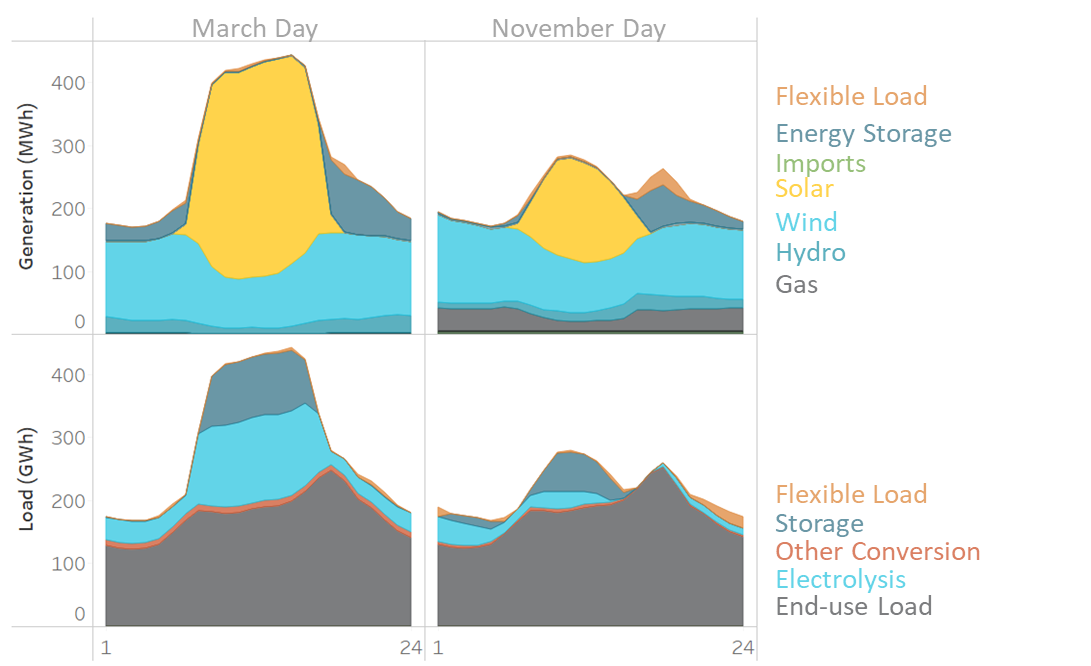 March Day
November Day
Generation (MWh)
400
300
200
100
0
Flexible Load
Energy Storage
Imports
Solar
Wind
Hydro
Gas
Load (GWh)
400
300
200
100
0
Flexible Load
Storage
Other Conversion
Electrolysis
End-use Load
1
24
1
24